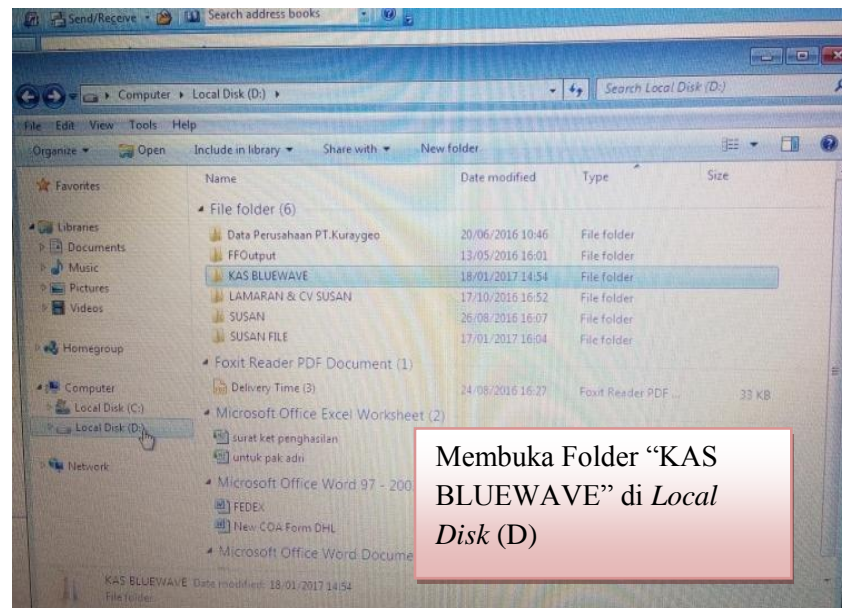 Send/Receive Search address books
Computer Local Disk (D:) Search Local Disk (D:)
File Edit View Tools Help
Organize Open Include in library Share with New folder
Favorites
Libraries
Documents
Music
Pictures
Videos
Homegroup
Computer
Local Disk (C:)
Local Disk (D:)
Network
Name Date modified Type Size
File folder (6)
Data Perusahaan PT.Kuraygeo 20/06/2016 10:46 File folder
FFOutput 13/05/2016 16:01 File folder
KAS BLUEWAVE 18/01/2017 14:54 File folder
LAMARAN & CV SUSAN 17/10/2016 16:52 File folder
SUSAN 26/08/2016 16:07 File folder
SUSAN FILE 17/01/2017 16:04 File folder
Foxit Reader PDF Document (1)
Delivery Time (3) 24/08/2016 16:27 Foxit Reader PDF ... 33 KB
Microsoft Office Excel Worksheet (2)
surat ket penghasilan
untuk pak adri
Microsoft Office Word 97 - 200
FEDEX
New COA Form DHL
Microsoft Office Word Docume
KAS BLUEWAVE Date modified: 18/01/2017 14:54
File folder
Membuka Folder “KAS
BLUEWAVE” di Local
Disk (D)